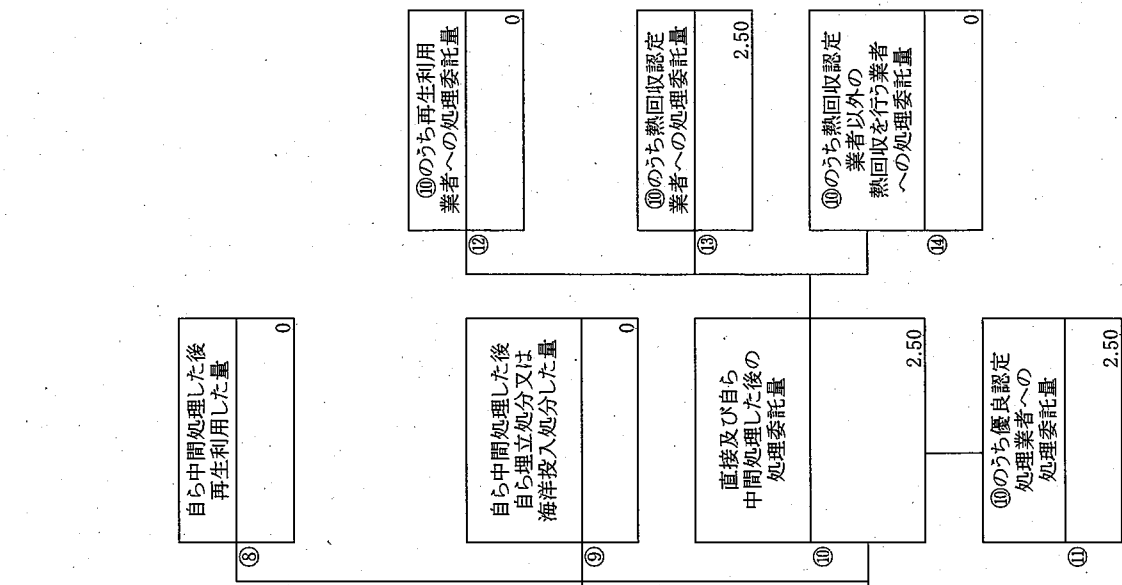 ⑧
自ら中間処理した後
再生利用した量
0
⑨
自ら中間処理した後
自ら埋立処分又は
海洋投入処分した量
0
⑩
直接及び自ら
中間処理した後の
処理委託量
2.50
⑪
⑩のうち優良認定
処理業者への
処理委託量
2.50
⑫
⑩のうち再生利用
業者への処理委託量
0
⑬
⑩のうち熱回収認定
業者への処理委託量
2.50
⑭
⑩のうち熱回収認定
業者以外の
熱回収を行う業者
への処理委託量
0